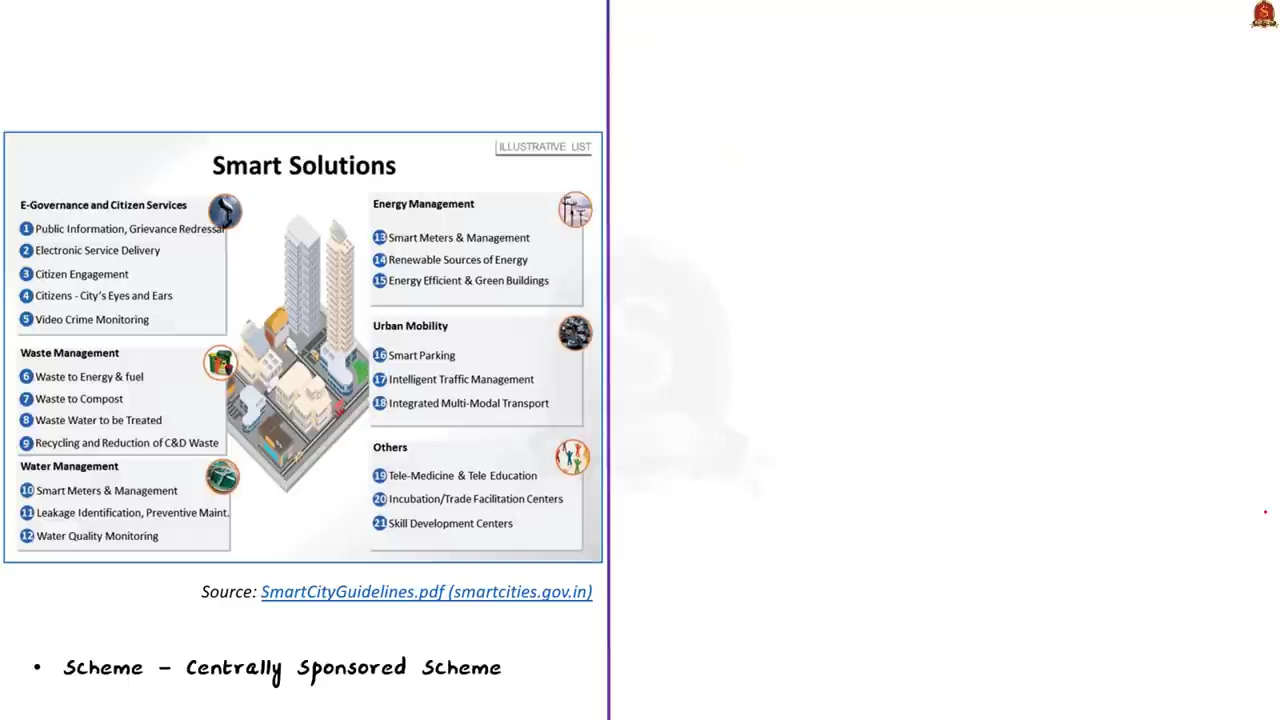 ILLUSTRATIVE LIST
Smart Solutions
E-Governance and Citizen Services
1 Public Information, Grievance Redressal
2 Electronic Service Delivery
3 Citizen Engagement
4 Citizens - City's Eyes and Ears
5 Video Crime Monitoring
Waste Management
6 Waste to Energy & fuel
7 Waste to Compost
8 Waste Water to be Treated
9 Recycling and Reduction of C&D Waste
Water Management
10 Smart Meters & Management
11 Leakage Identification, Preventive Maint.
12 Water Quality Monitoring
Energy Management
13 Smart Meters & Management
14 Renewable Sources of Energy
15 Energy Efficient & Green Buildings
Urban Mobility
16 Smart Parking
17 Intelligent Traffic Management
18 Integrated Multi-Modal Transport
Others
19 Tele-Medicine & Tele Education
20 Incubation/Trade Facilitation Centers
21 Skill Development Centers
Source: SmartCityGuidelines.pdf (smartcities.gov.in)
• Scheme – Centrally Sponsored Scheme